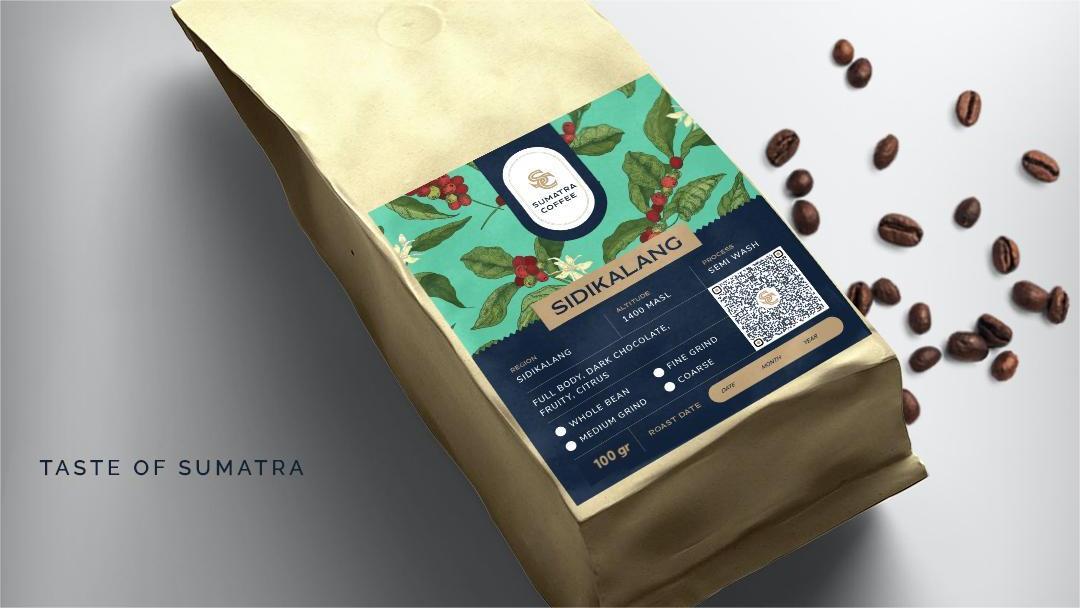 SUMATRA
COFFEE
SIDIKALANG
REGION
SIDIKALANG
ALTITUDE
1400 MASL
PROCESS
SEMI WASH
FULL BODY, DARK CHOCOLATE,
FRUITY, CITRUS
WHOLE BEAN
FINE GRIND
MEDIUM GRIND
COARSE
100 gr
ROAST DATE
DATE
MONTH
YEAR
TASTE OF SUMATRA